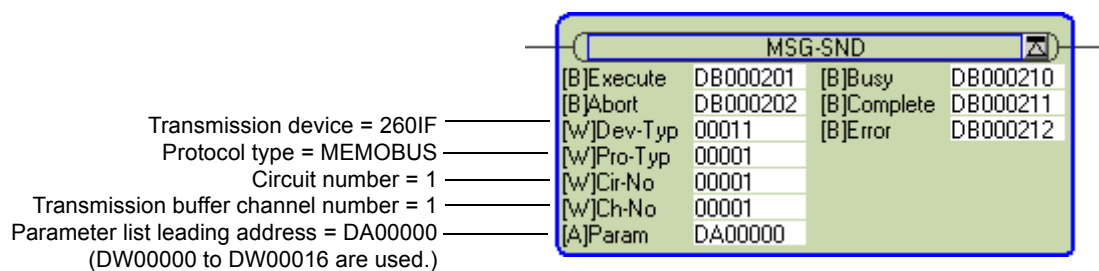 MSG-SND
[B]Execute DB000201 [B]Busy DB000210
[B]Abort DB000202 [B]Complete DB000211
Transmission device = 260IF [W]Dev-Typ 00011 [B]Error DB000212
Protocol type = MEMOBUS [W]Pro-Typ 00001
Circuit number = 1 [W]Cir-No 00001
Transmission buffer channel number = 1 [W]Ch-No 00001
Parameter list leading address = DA00000 [A]Param DA00000
(DW00000 to DW00016 are used.)